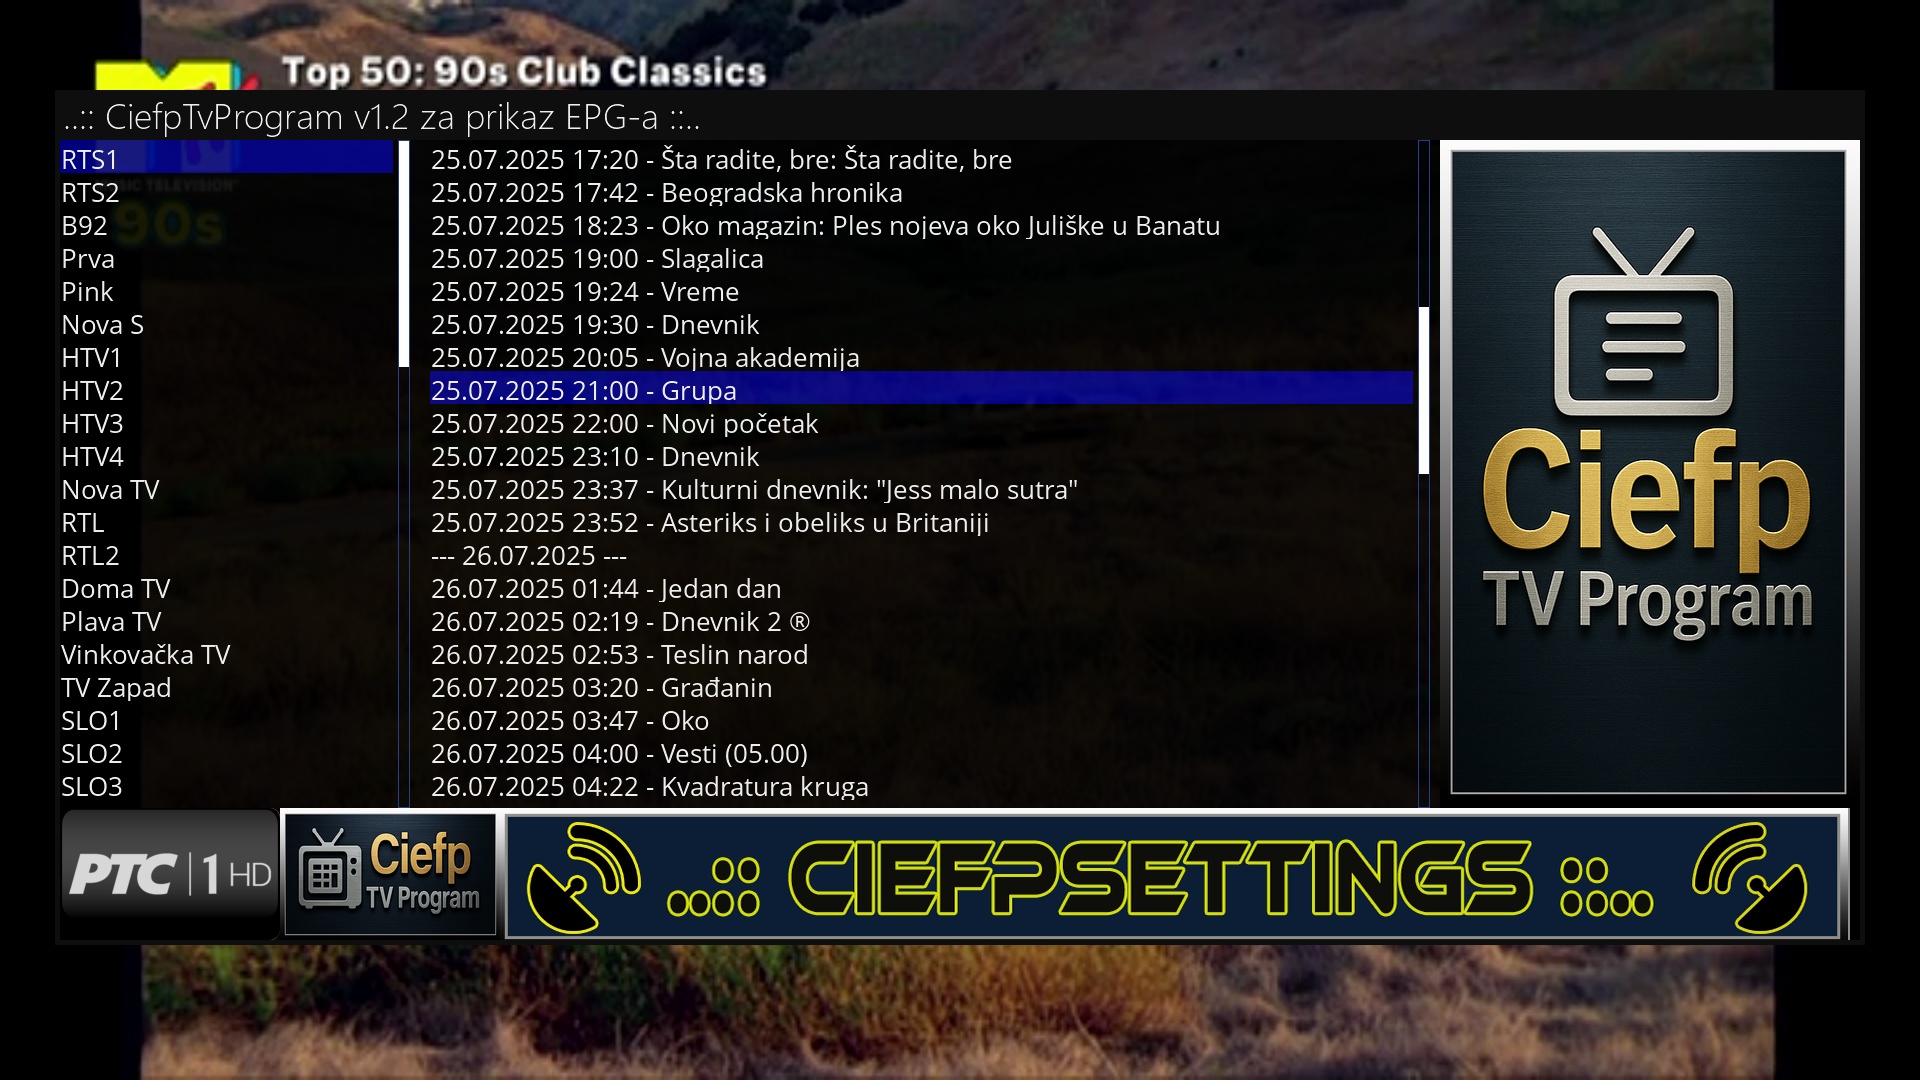 Top 50: 90s Club Classics
..:: CiefpTvProgram v1.2 za prikaz EPG-a ::..
RTS1
RTS2
B92
Prva
Pink
Nova S
HTV1
HTV2
HTV3
HTV4
Nova TV
RTL
RTL2
Doma TV
Plava TV
Vinkovačka TV
TV Zapad
SLO1
SLO2
SLO3
MUSIC TELEVISION
90s
25.07.2025 17:20 - Šta radite, bre: Šta radite, bre
25.07.2025 17:42 - Beogradska hronika
25.07.2025 18:23 - Oko magazin: Ples nojeva oko Juliške u Banatu
25.07.2025 19:00 - Slagalica
25.07.2025 19:24 - Vreme
25.07.2025 19:30 - Dnevnik
25.07.2025 20:05 - Vojna akademija
25.07.2025 21:00 - Grupa
25.07.2025 22:00 - Novi početak
25.07.2025 23:10 - Dnevnik
25.07.2025 23:37 - Kulturni dnevnik: "Jess malo sutra"
25.07.2025 23:52 - Asteriks i obeliks u Britaniji
--- 26.07.2025 ---
26.07.2025 01:44 - Jedan dan
26.07.2025 02:19 - Dnevnik 2 ®
26.07.2025 02:53 - Teslin narod
26.07.2025 03:20 - Građanin
26.07.2025 03:47 - Oko
26.07.2025 04:00 - Vesti (05.00)
26.07.2025 04:22 - Kvadratura kruga
Ciefp
TV Program
РТС | 1 HD
Ciefp
TV Program
CIEFPSETTINGS